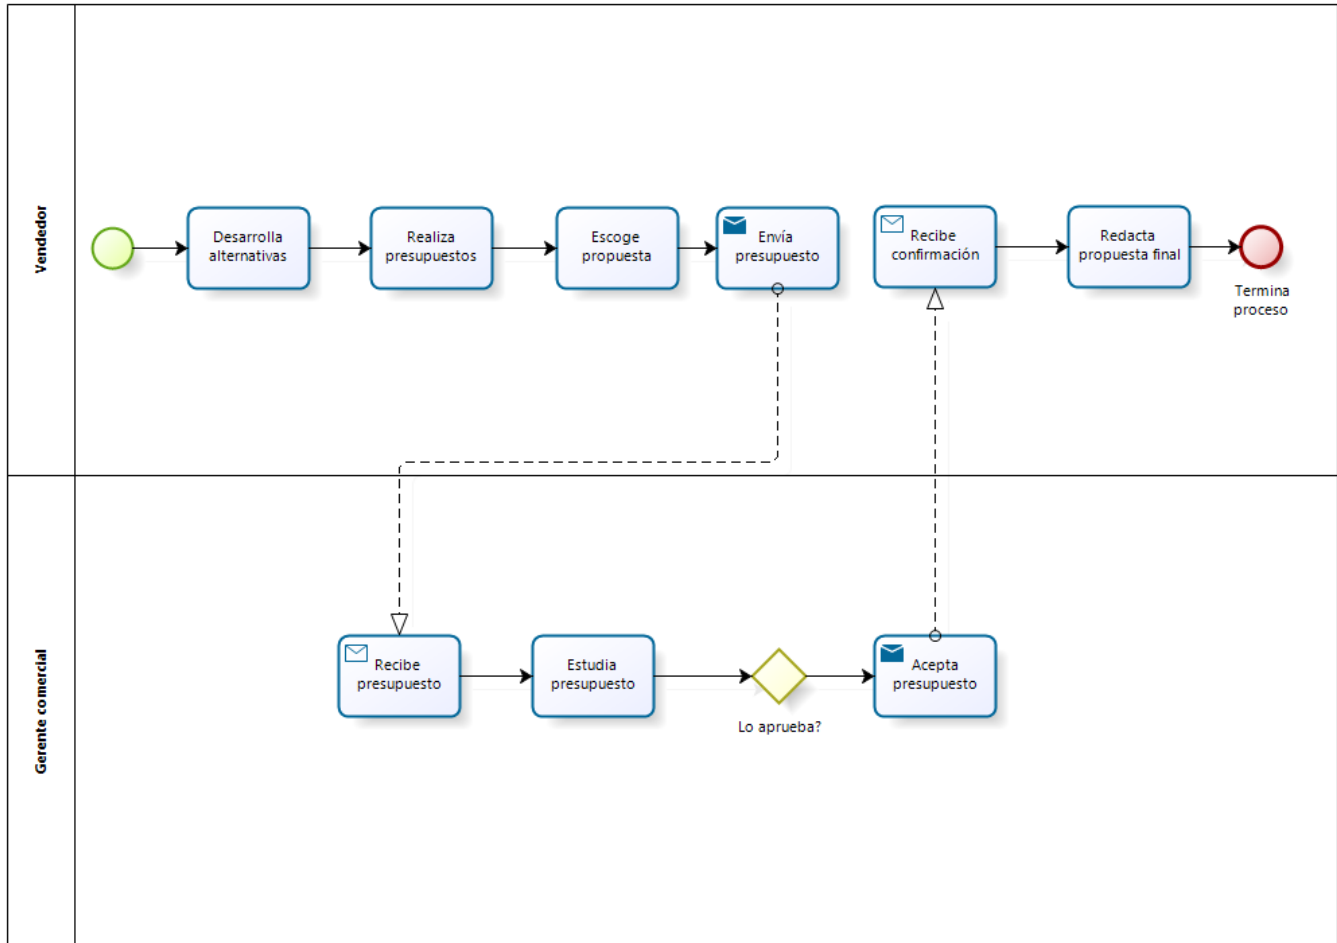 Vendedor
Desarrolla
alternativas
Realiza
presupuestos
Escoge
propuesta
Envía
presupuesto
Recibe
confirmación
Redacta
propuesta final
Termina
proceso
Gerente comercial
Recibe
presupuesto
Estudia
presupuesto
Lo aprueba?
Acepta
presupuesto